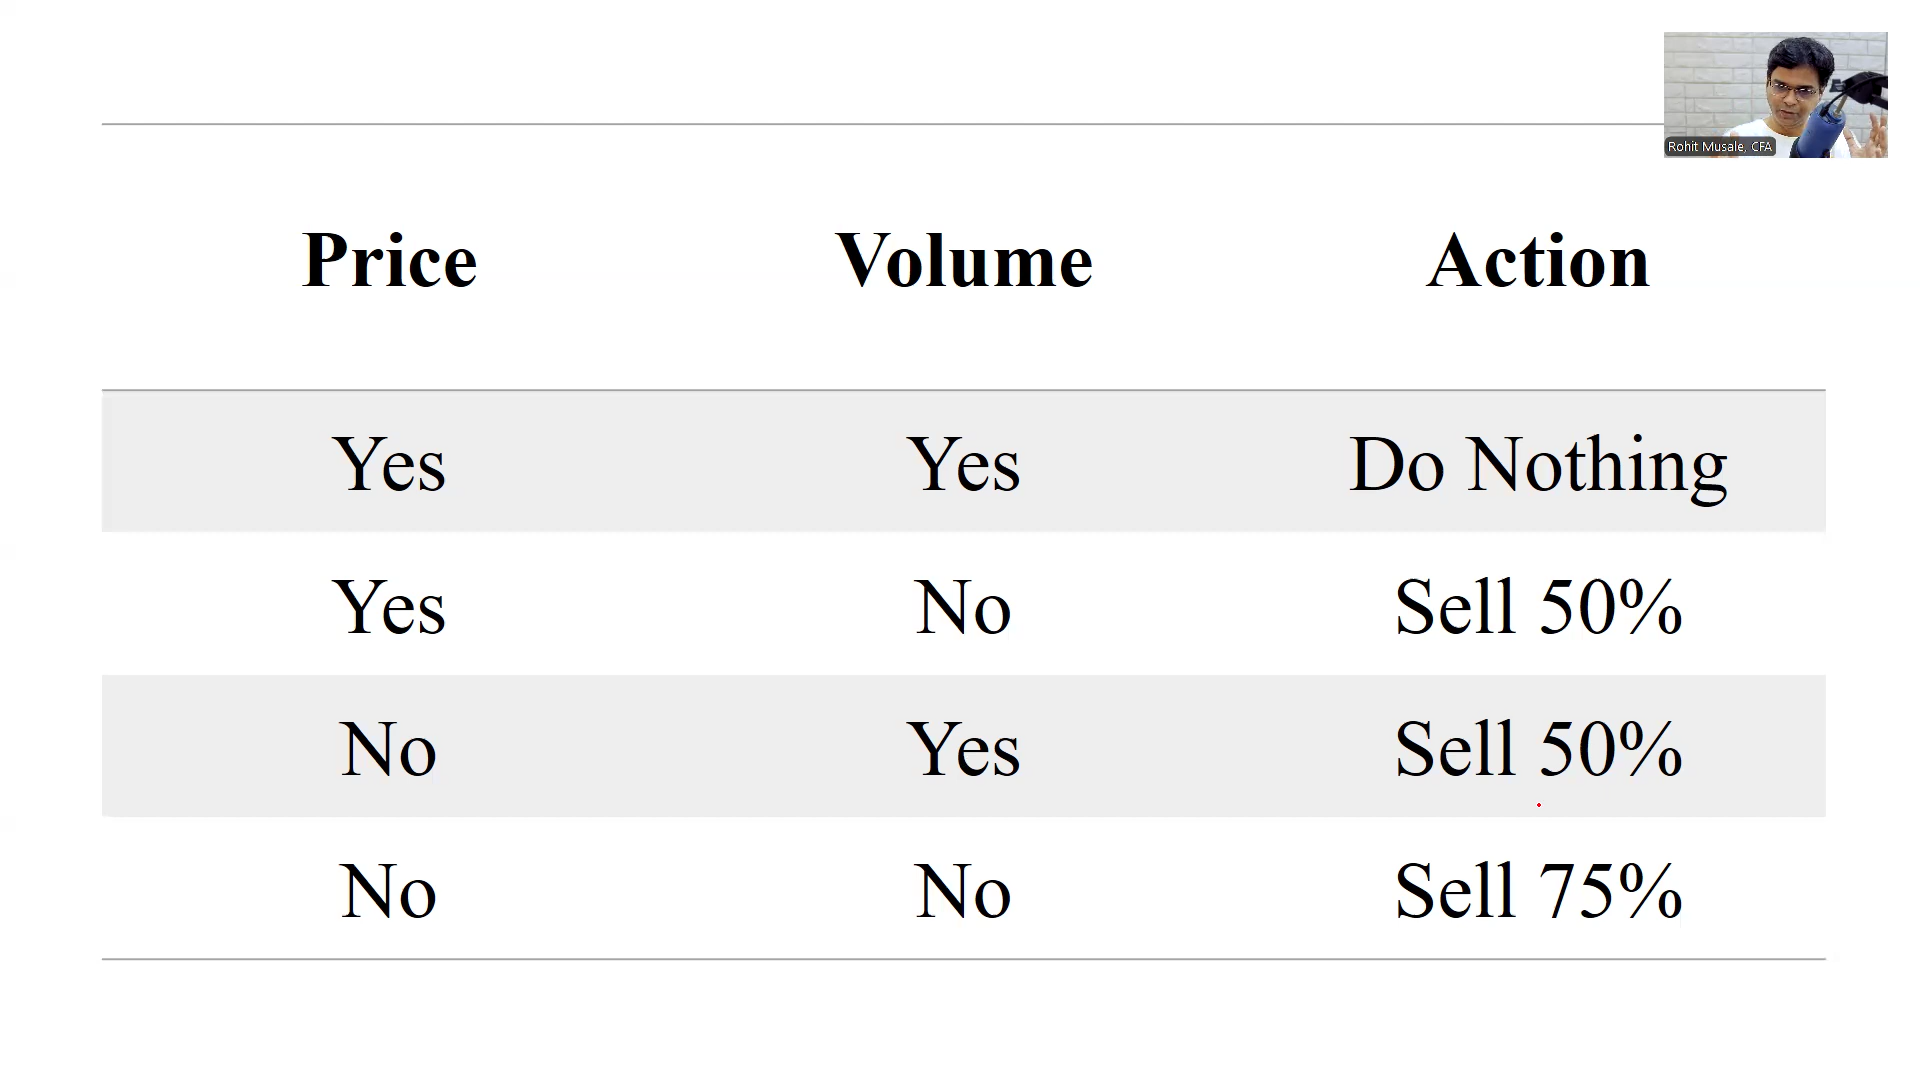 Rohit Musale, CFA
Price Volume Action
Yes Yes Do Nothing
Yes No Sell 50%
No Yes Sell 50%
No No Sell 75%